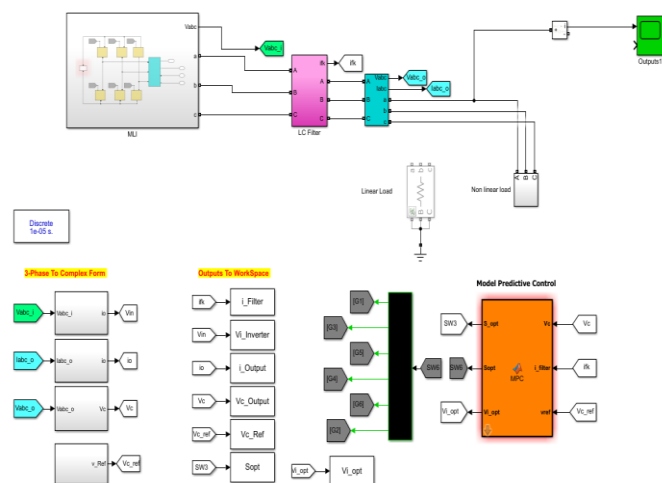 Vabc
Vabc_i
a
b
c
MLI
A
B
C
Ifk
A
B
C
LC Filter
Ifk
A
B
C
Vabc
Iabc
a
b
c
Vabc_o
Iabc_o
Outputs1
A B C
Non linear load
Linear Load
A B C
Discrete
1e-05 s.
3-Phase To Complex Form
Vabc_i
Vabc_i
io
Vin
Iabc_o
Iabc_o
io
io
Vabc_o
Vabc_o
Vc
Vc
v_Ref
Vc_ref
Outputs To WorkSpace
Ifk
i_Filter
Vin
Vi_Inverter
io
i_Output
Vc
Vc_Output
Vc_ref
Vc_Ref
SW3
Sopt
Vi_opt
Vi_opt
[G1]
[G3]
[G5]
[G4]
[G6]
[G2]
SW6
Model Predictive Control
SW3
S_opt
Vc
Vc
SW6
Sopt
MPC
i_filter
Ifk
Vi_opt
Vi_opt
vref
Vc_ref